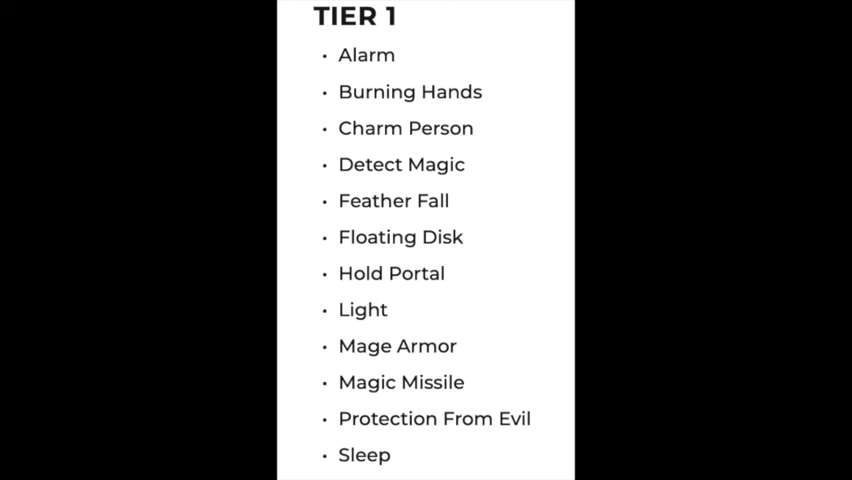 TIER 1
• Alarm
• Burning Hands
• Charm Person
• Detect Magic
• Feather Fall
• Floating Disk
• Hold Portal
• Light
• Mage Armor
• Magic Missile
• Protection From Evil
• Sleep